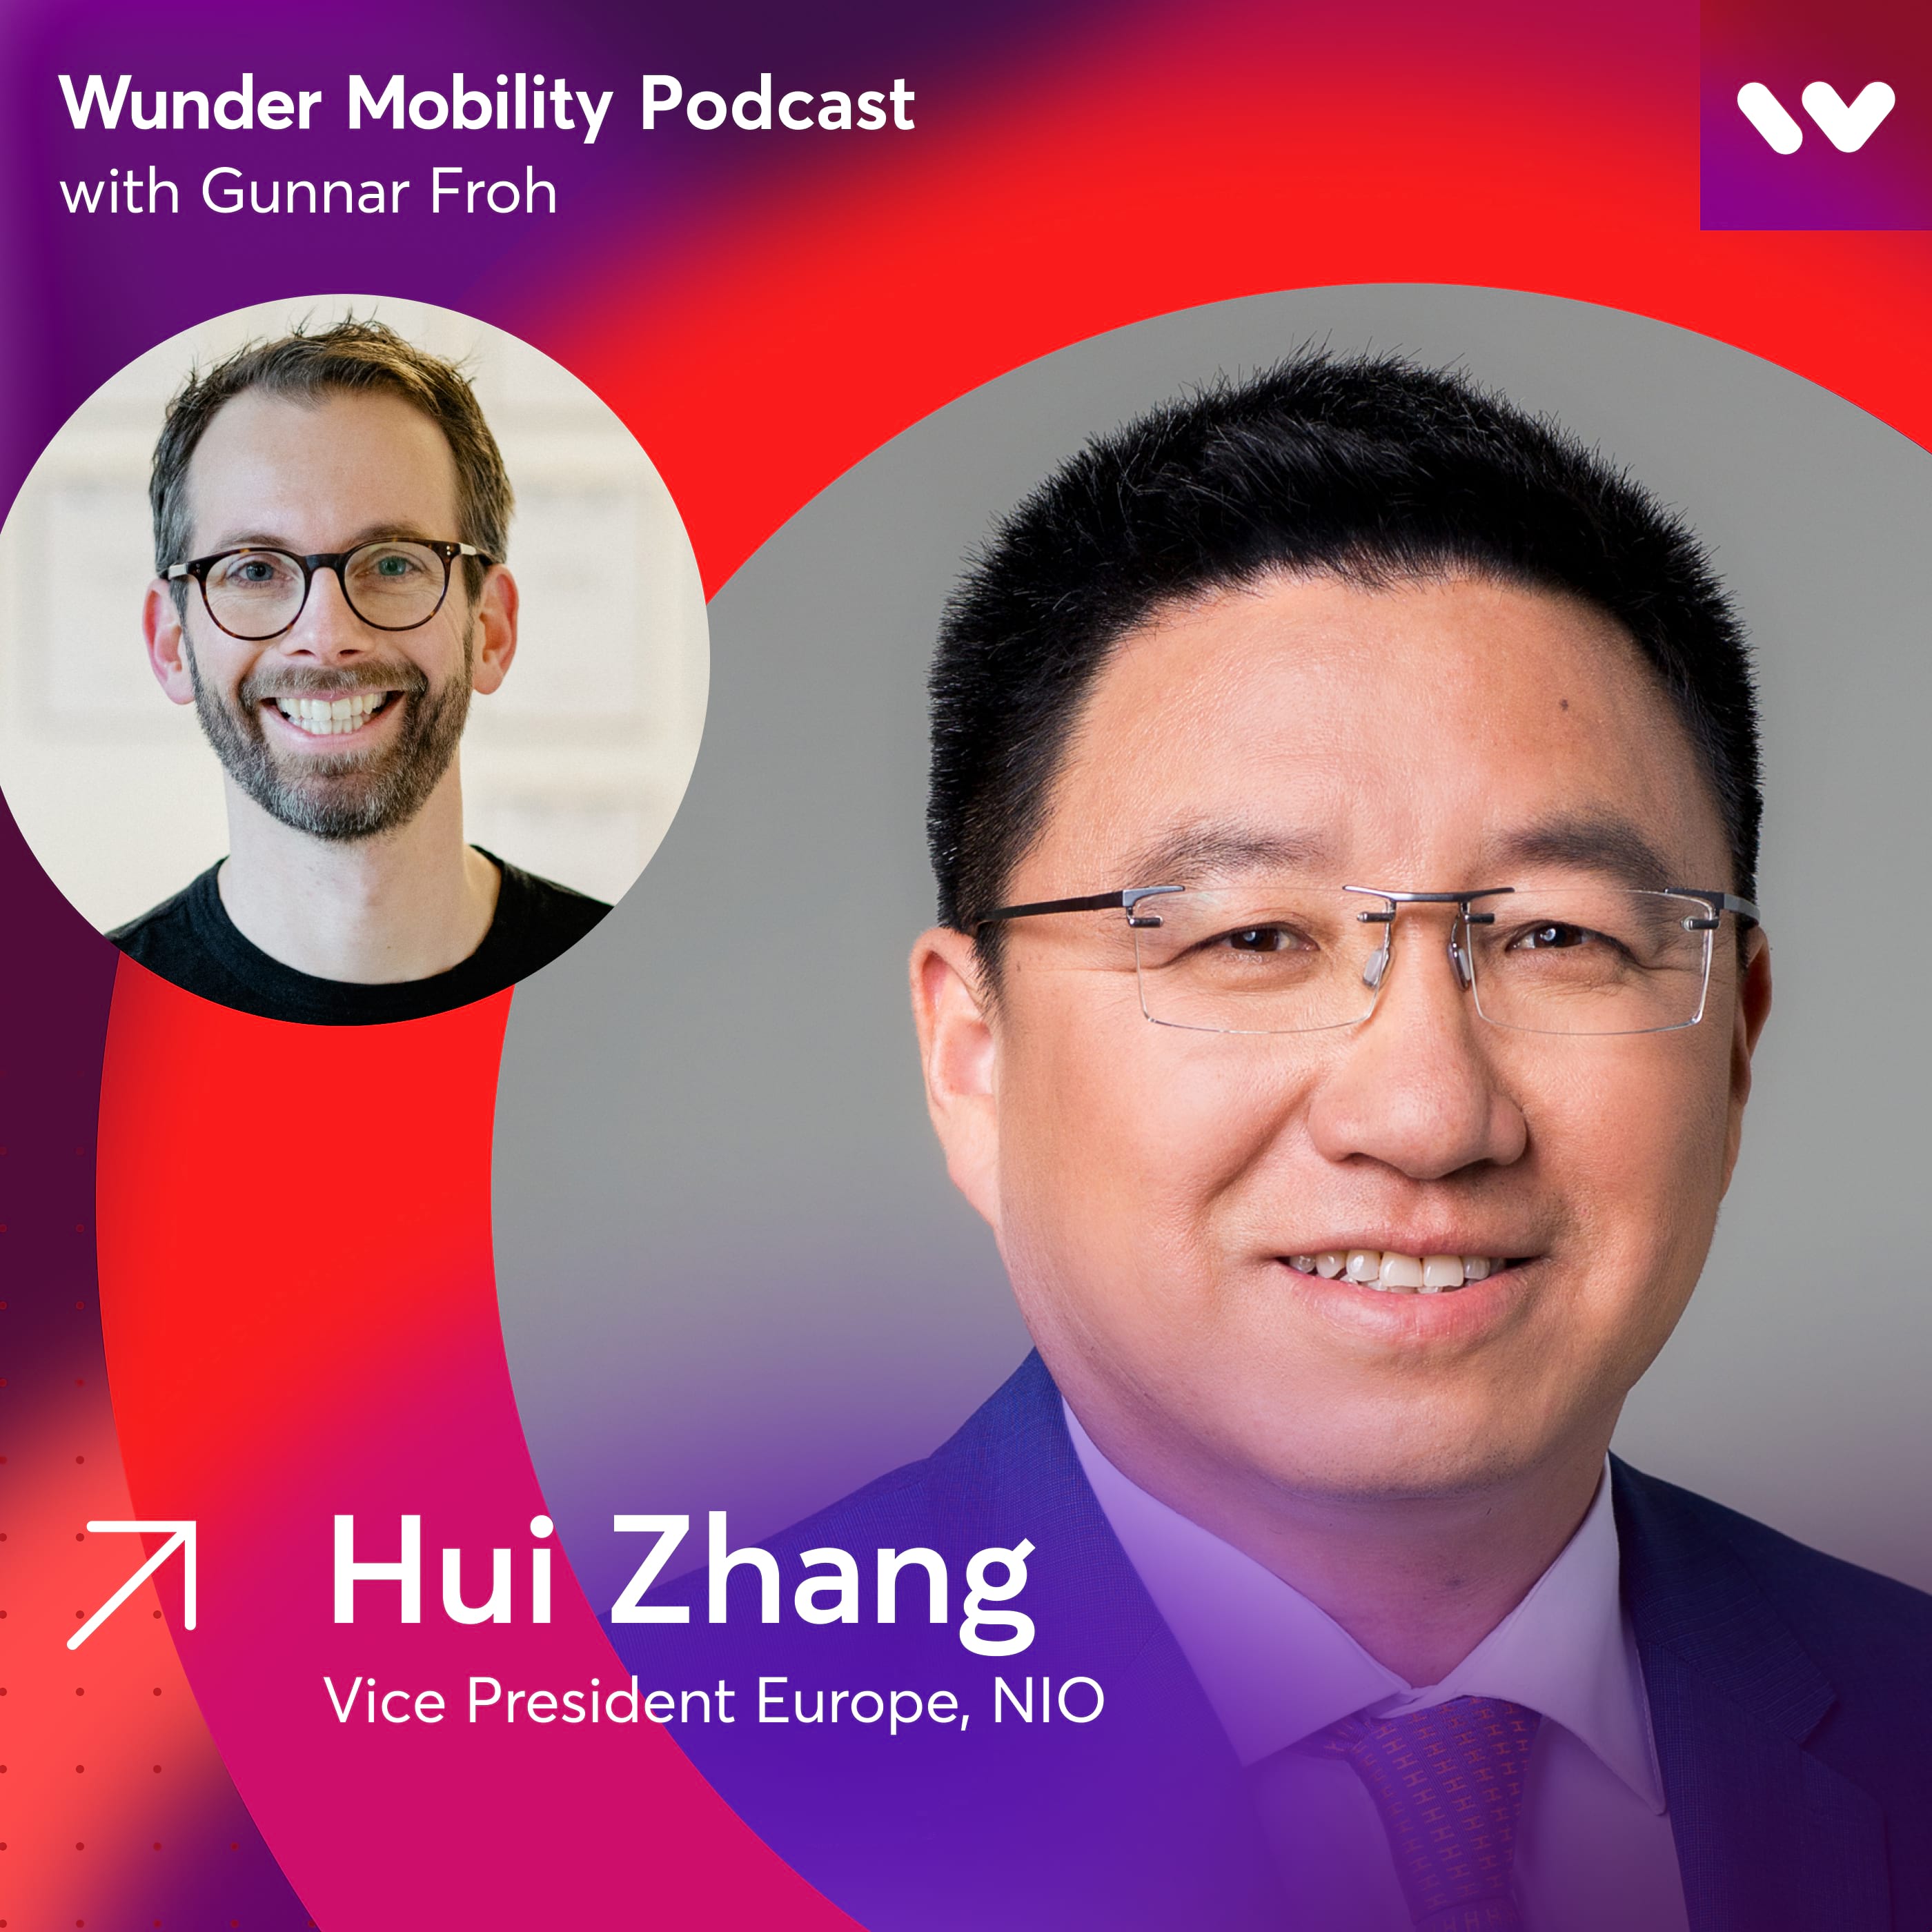 Wunder Mobility Podcast
with Gunnar Froh
Hui Zhang
Vice President Europe, NIO